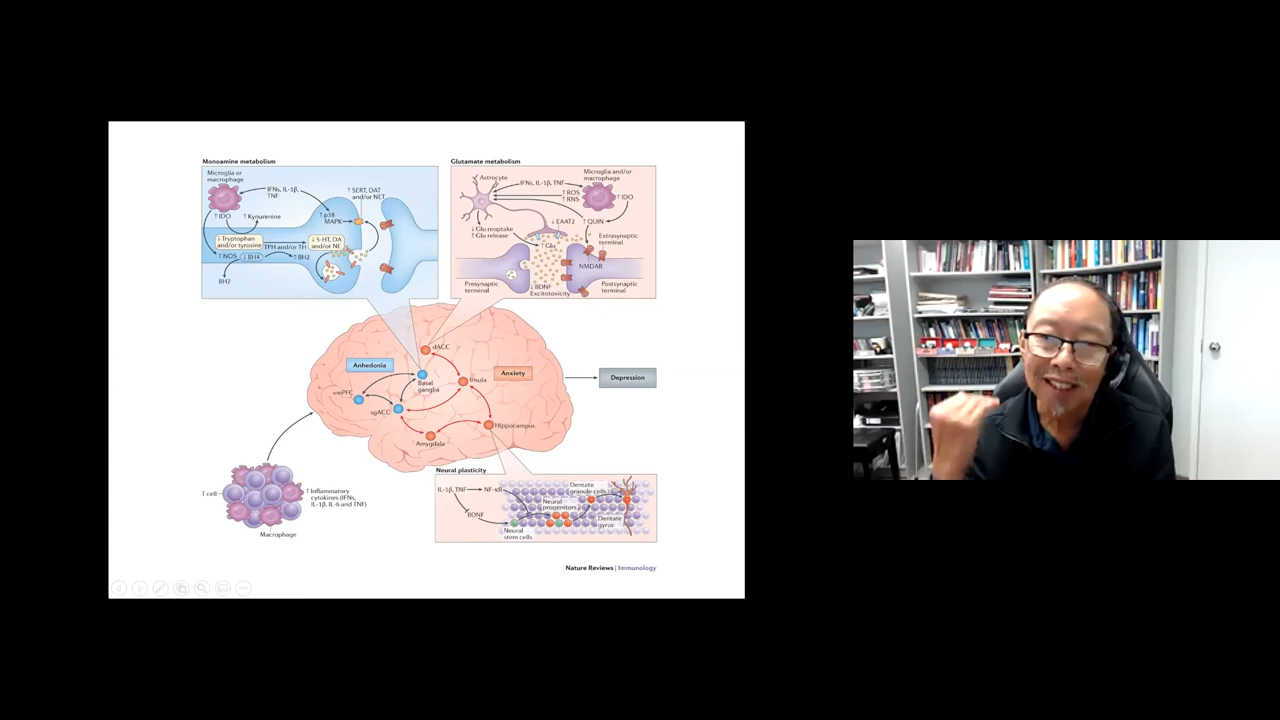 Monoamine metabolism
Microglia or
macrophage
IFNs, IL-1β,
TNF
↑ SERT, DAT
and/or NET
↑ IDO
↑ Kynurenine
↑ p38
MAPK
↓ Tryptophan
and/or tyrosine
TPH and/or TH
↓ 5-HT, DA
and/or NE
↑ NOS
↓ BH4
↑ BH2
BH2
Glutamate metabolism
Astrocyte
IFNs, IL-1β, TNF
Microglia and/or
macrophage
↑ ROS
↑ RNS
↑ IDO
↓ EAAT2
↑ QUIN
↓ Glu reuptake
↑ Glu release
↑ Glu
Extrasynaptic
terminal
NMDAR
Presynaptic
terminal
↓ BDNF
Excitotoxicity
Postsynaptic
terminal
dACC
Anhedonia
Basal
ganglia
Insula
Anxiety
Depression
vmPFC
sgACC
Hippocampus
Amygdala
T cell
↑ Inflammatory
cytokines (IFNs,
IL-1β, IL-6 and TNF)
Macrophage
Neural plasticity
IL-1β, TNF
NF-κB
Dentate
granule cells
Neural
progenitors
BDNF
Dentate
gyrus
Neural
stem cells
Nature Reviews | Immunology